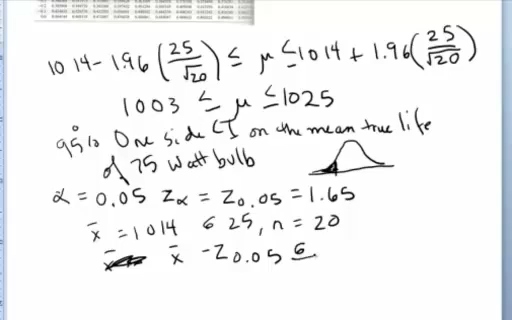 1014 - 1.96 (25/√20) ≤ μ ≤ 1014 + 1.96 (25/√20)
1003 ≤ μ ≤ 1025
95% One side CI on the mean true life
of 75 Watt bulb
α = 0.05 Zα = Z0.05 = 1.65
x̄ = 1014 σ 25, n = 20
x̄ - Z0.05 σ